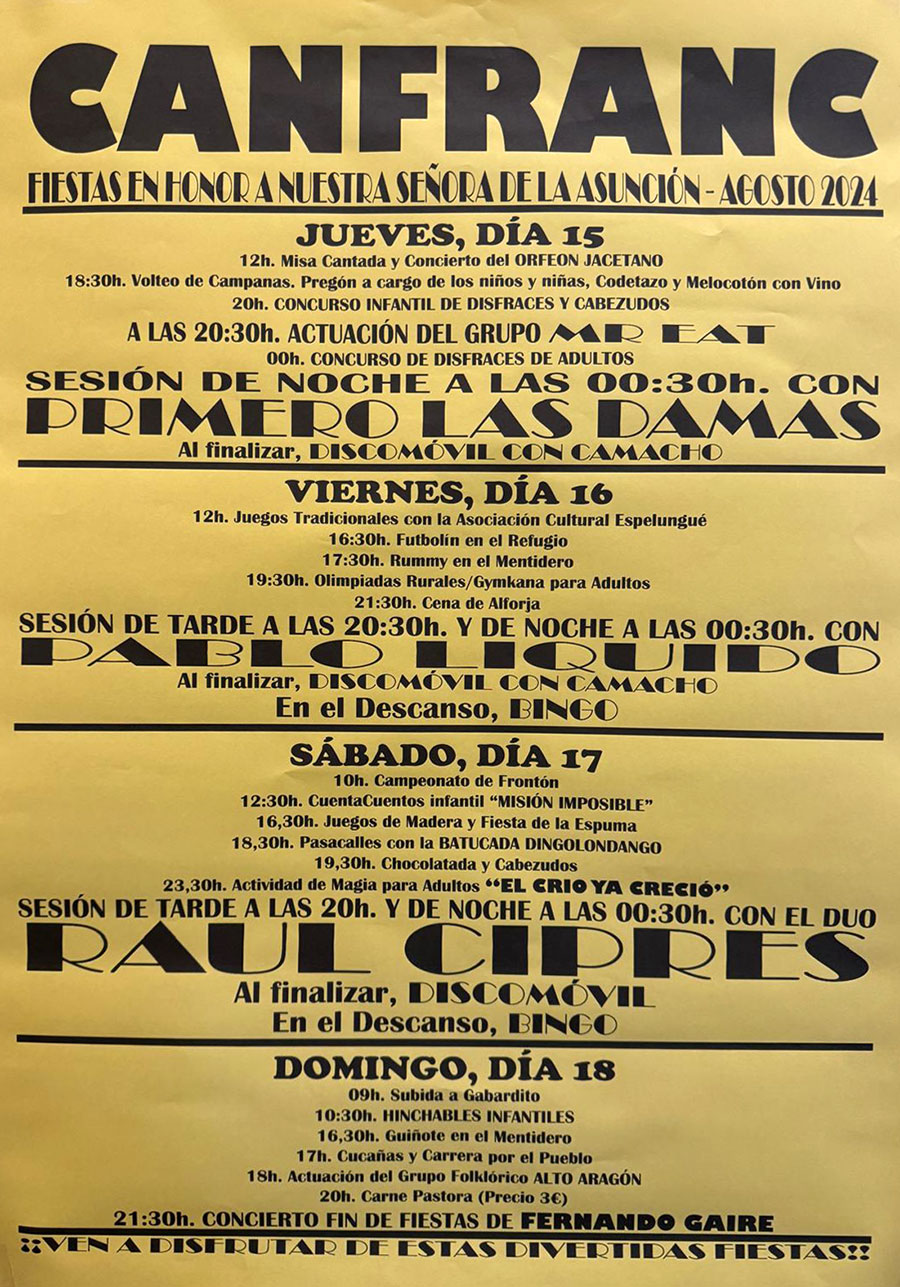 CANFRANC
FIESTAS EN HONOR A NUESTRA SEÑORA DE LA ASUNCIÓN - AGOSTO 2024
JUEVES, DÍA 15
12h. Misa Cantada y Concierto del ORFEON JACETANO
18:30h. Volteo de Campanas. Pregón a cargo de los niños y niñas, Codetazo y Melocotón con Vino
20h. CONCURSO INFANTIL DE DISFRACES Y CABEZUDOS
A LAS 20:30h. ACTUACIÓN DEL GRUPO MR EAT
00h. CONCURSO DE DISFRACES DE ADULTOS
SESIÓN DE NOCHE A LAS 00:30h. CON
PRIMERO LAS DAMAS
Al finalizar, DISCOMÓVIL CON CAMACHO
VIERNES, DÍA 16
12h. Juegos Tradicionales con la Asociación Cultural Espelungué
16:30h. Futbolín en el Refugio
17:30h. Rummy en el Mentidero
19:30h. Olimpiadas Rurales/Gymkana para Adultos
21:30h. Cena de Alforja
SESIÓN DE TARDE A LAS 20:30h. Y DE NOCHE A LAS 00:30h. CON
PABLO LIQUIDO
Al finalizar, DISCOMÓVIL CON CAMACHO
En el Descanso, BINGO
SÁBADO, DÍA 17
10h. Campeonato de Frontón
12:30h. CuentaCuentos infantil “MISIÓN IMPOSIBLE”
16,30h. Juegos de Madera y Fiesta de la Espuma
18,30h. Pasacalles con la BATUCADA DINGOLONDANGO
19,30h. Chocolatada y Cabezudos
23,30h. Actividad de Magia para Adultos “EL CRIO YA CRECIÓ”
SESIÓN DE TARDE A LAS 20h. Y DE NOCHE A LAS 00:30h. CON EL DUO
RAUL CIPRES
Al finalizar, DISCOMÓVIL
En el Descanso, BINGO
DOMINGO, DÍA 18
09h. Subida a Gabardito
10:30h. HINCHABLES INFANTILES
16,30h. Guiñote en el Mentidero
17h. Cucañas y Carrera por el Pueblo
18h. Actuación del Grupo Folklórico ALTO ARAGÓN
20h. Carne Pastora (Precio 3€)
21:30h. CONCIERTO FIN DE FIESTAS DE FERNANDO GAIRE
¡¡VEN A DISFRUTAR DE ESTAS DIVERTIDAS FIESTAS!!